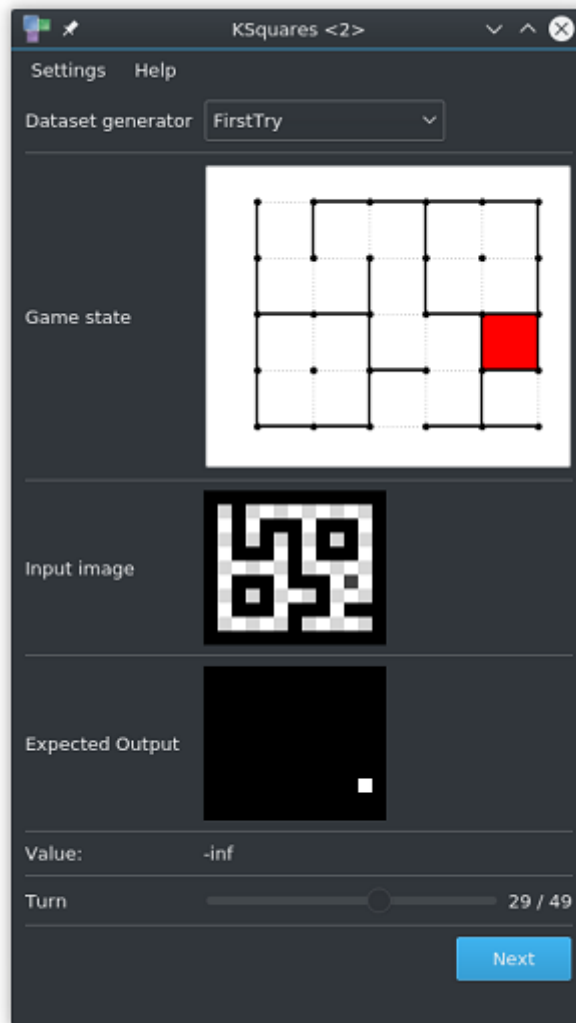 KSquares <2>
Settings Help
Dataset generator FirstTry
Game state
Input image
Expected Output
Value: -inf
Turn 29 / 49
Next